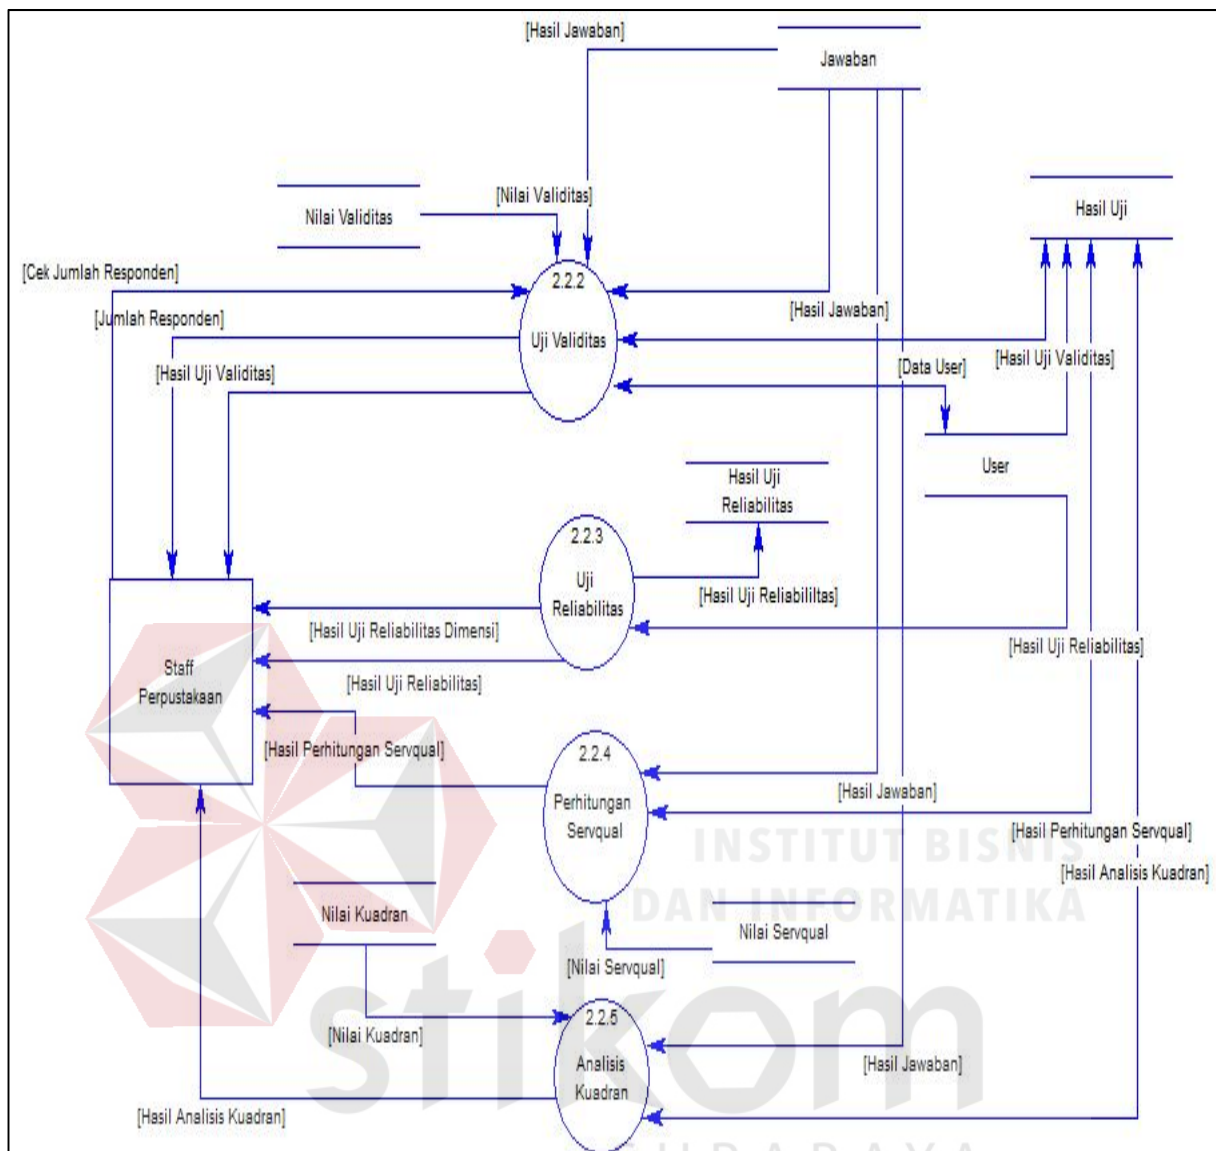 [Hasil Jawaban]
Jawaban
[Nilai Validitas]
Nilai Validitas
Hasil Uji
[Cek Jumlah Responden]
2.2.2
[Hasil Jawaban]
[Jumlah Responden]
Uji Validitas
[Hasil Uji Validitas]
[Data User]
[Hasil Uji Validitas]
User
Hasil Uji
Reliabilitas
2.2.3
Uji
Reliabilitas
[Hasil Uji Reliabililtas]
[Hasil Uji Reliabilitas Dimensi]
[Hasil Uji Reliabilitas]
Staff
Perpustakaan
[Hasil Uji Reliabilitas]
[Hasil Perhitungan Servqual]
2.2.4
Perhitungan
Servqual
[Hasil Jawaban]
[Hasil Perhitungan Servqual]
INSTITUT BISNIS
DAN INFORMATIKA
[Hasil Analisis Kuadran]
Nilai Kuadran
Nilai Servqual
[Nilai Servqual]
stikom
2.2.5
[Nilai Kuadran]
Analisis
Kuadran
[Hasil Jawaban]
[Hasil Analisis Kuadran]
SURABAYA